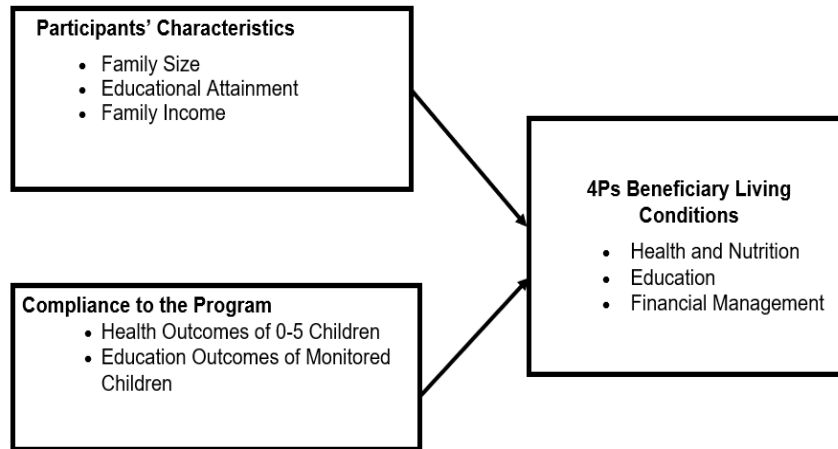 Participants' Characteristics
• Family Size
• Educational Attainment
• Family Income
4Ps Beneficiary Living
Conditions
• Health and Nutrition
• Education
• Financial Management
Compliance to the Program
• Health Outcomes of 0-5 Children
• Education Outcomes of Monitored
Children